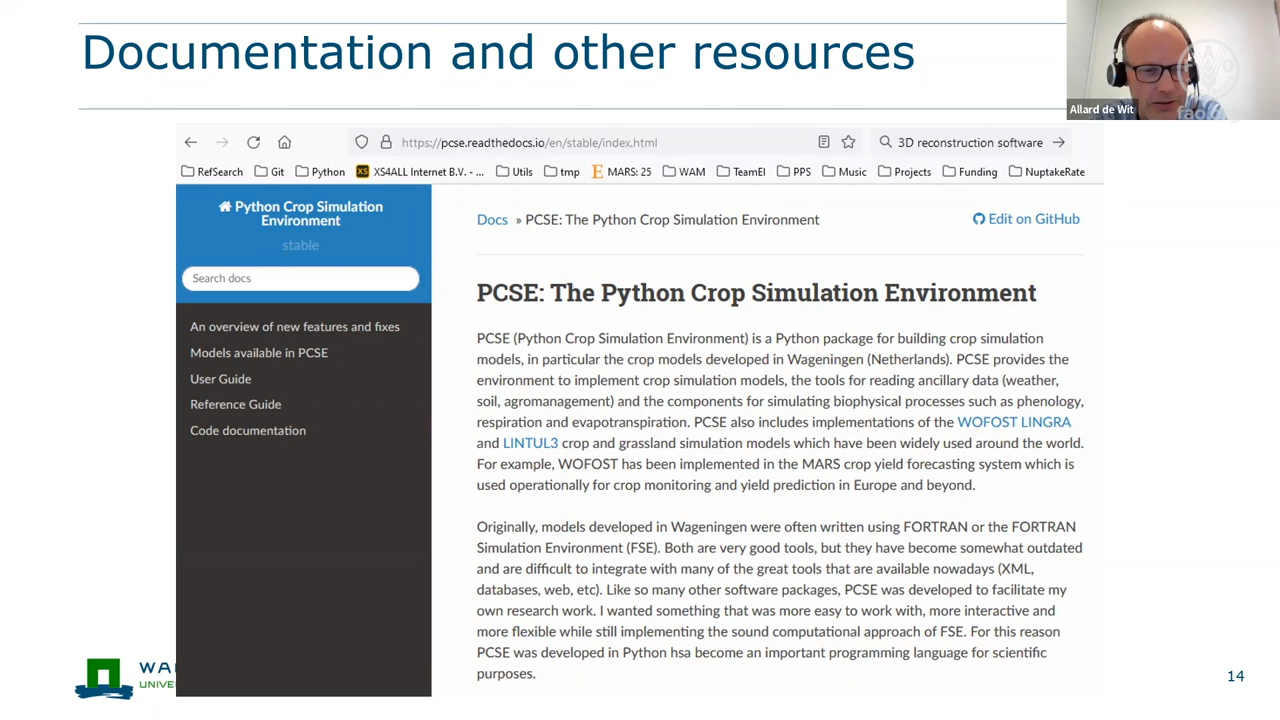 Documentation and other resources
Allard de Wit
https://pcse.readthedocs.io/en/stable/index.html
3D reconstruction software
RefSearch Git Python XS4ALL Internet B.V. - ... Utils tmp MARS: 25 WAM TeamEI PPS Music Projects Funding NuptakeRate
Python Crop Simulation
Environment
stable
Search docs
An overview of new features and fixes
Models available in PCSE
User Guide
Reference Guide
Code documentation
Docs » PCSE: The Python Crop Simulation Environment
Edit on GitHub
PCSE: The Python Crop Simulation Environment
PCSE (Python Crop Simulation Environment) is a Python package for building crop simulation
models, in particular the crop models developed in Wageningen (Netherlands). PCSE provides the
environment to implement crop simulation models, the tools for reading ancillary data (weather,
soil, agromanagement) and the components for simulating biophysical processes such as phenology,
respiration and evapotranspiration. PCSE also includes implementations of the WOFOST LINGRA
and LINTUL3 crop and grassland simulation models which have been widely used around the world.
For example, WOFOST has been implemented in the MARS crop yield forecasting system which is
used operationally for crop monitoring and yield prediction in Europe and beyond.
Originally, models developed in Wageningen were often written using FORTRAN or the FORTRAN
Simulation Environment (FSE). Both are very good tools, but they have become somewhat outdated
and are difficult to integrate with many of the great tools that are available nowadays (XML,
databases, web, etc). Like so many other software packages, PCSE was developed to facilitate my
own research work. I wanted something that was more easy to work with, more interactive and
more flexible while still implementing the sound computational approach of FSE. For this reason
PCSE was developed in Python hsa become an important programming language for scientific
purposes.
14